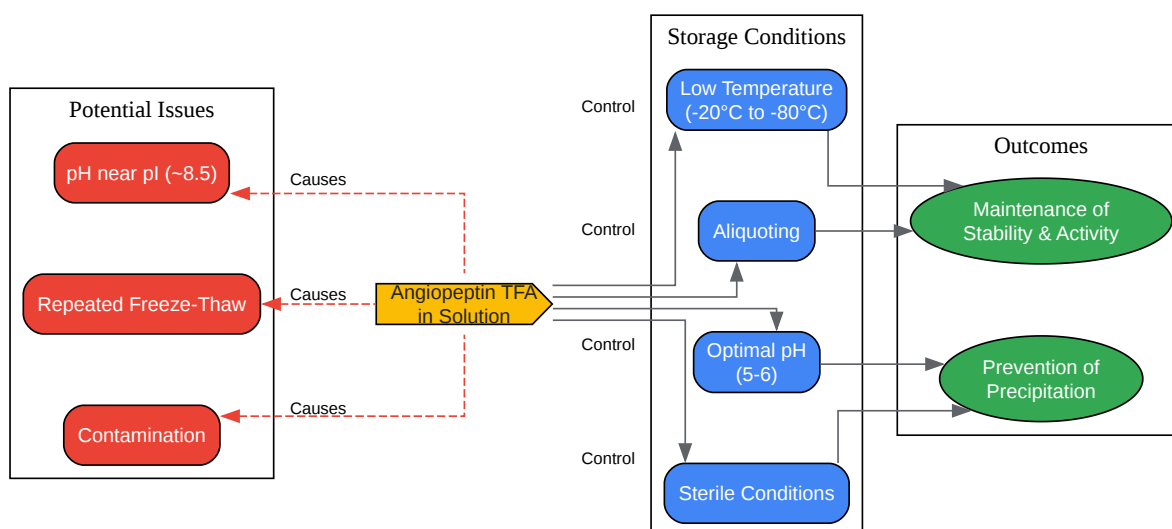 Potential Issues
pH near pI (~8.5)
Repeated Freeze-Thaw
Contamination
Causes
Causes
Causes
Angiopeptin TFA
in Solution
Control
Control
Control
Control
Storage Conditions
Low Temperature
(-20°C to -80°C)
Aliquoting
Optimal pH
(5-6)
Sterile Conditions
Outcomes
Maintenance of
Stability & Activity
Prevention of
Precipitation